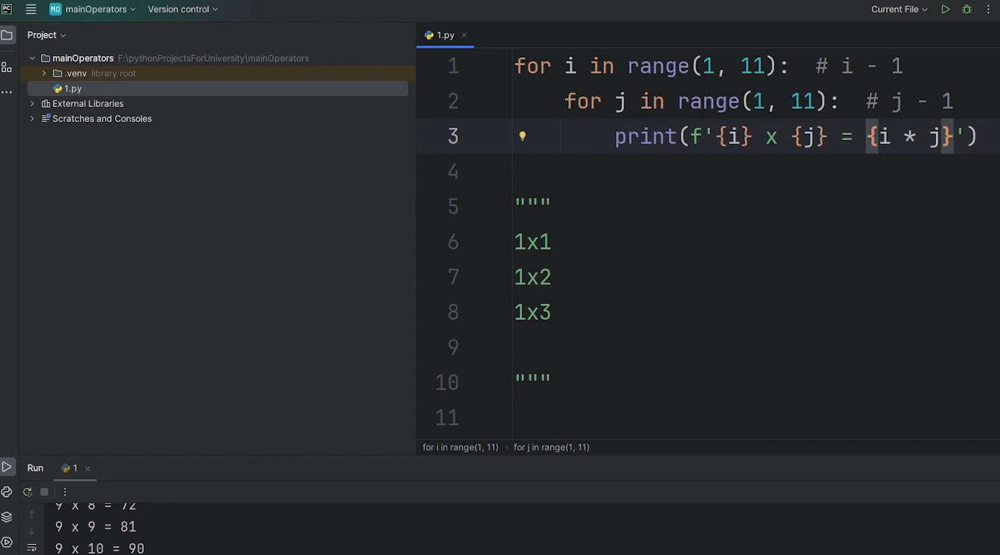 PC
MO mainOperators
Version control
Current File
Project
mainOperators F:\pythonProjectsForUniversity\mainOperators
.venv library root
1.py
External Libraries
Scratches and Consoles
1.py
1 for i in range(1, 11):  # i - 1
2     for j in range(1, 11):  # j - 1
3         print(f'{i} x {j} = {i * j}')
4
5 """
6 1x1
7 1x2
8 1x3
9
10 """
11
for i in range(1, 11) › for j in range(1, 11)
Run
1
9 x 8 = 72
9 x 9 = 81
9 x 10 = 90